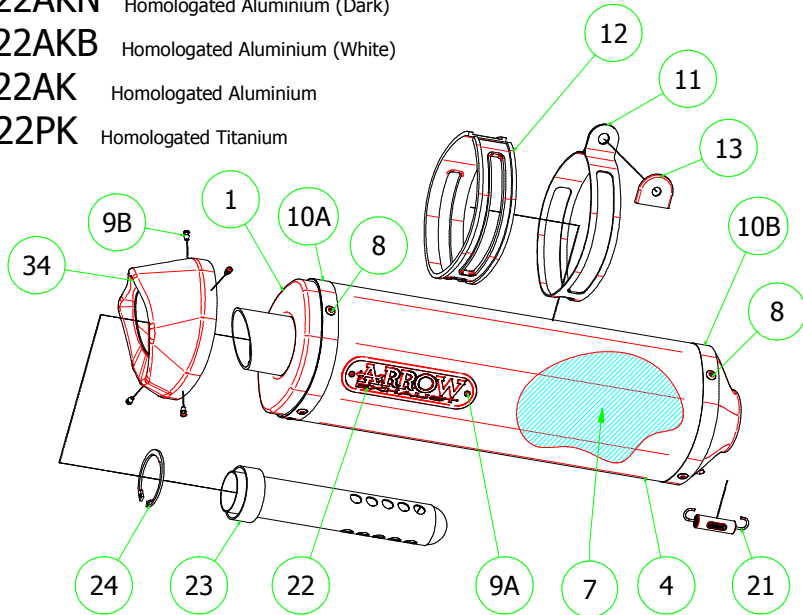 22AKN Homologated Aluminium (Dark)
22AKB Homologated Aluminium (White)
22AK Homologated Aluminium
22PK Homologated Titanium
12
11
13
1
10A
9B
8
10B
34
8
ARROW
24
23
22
9A
7
4
21